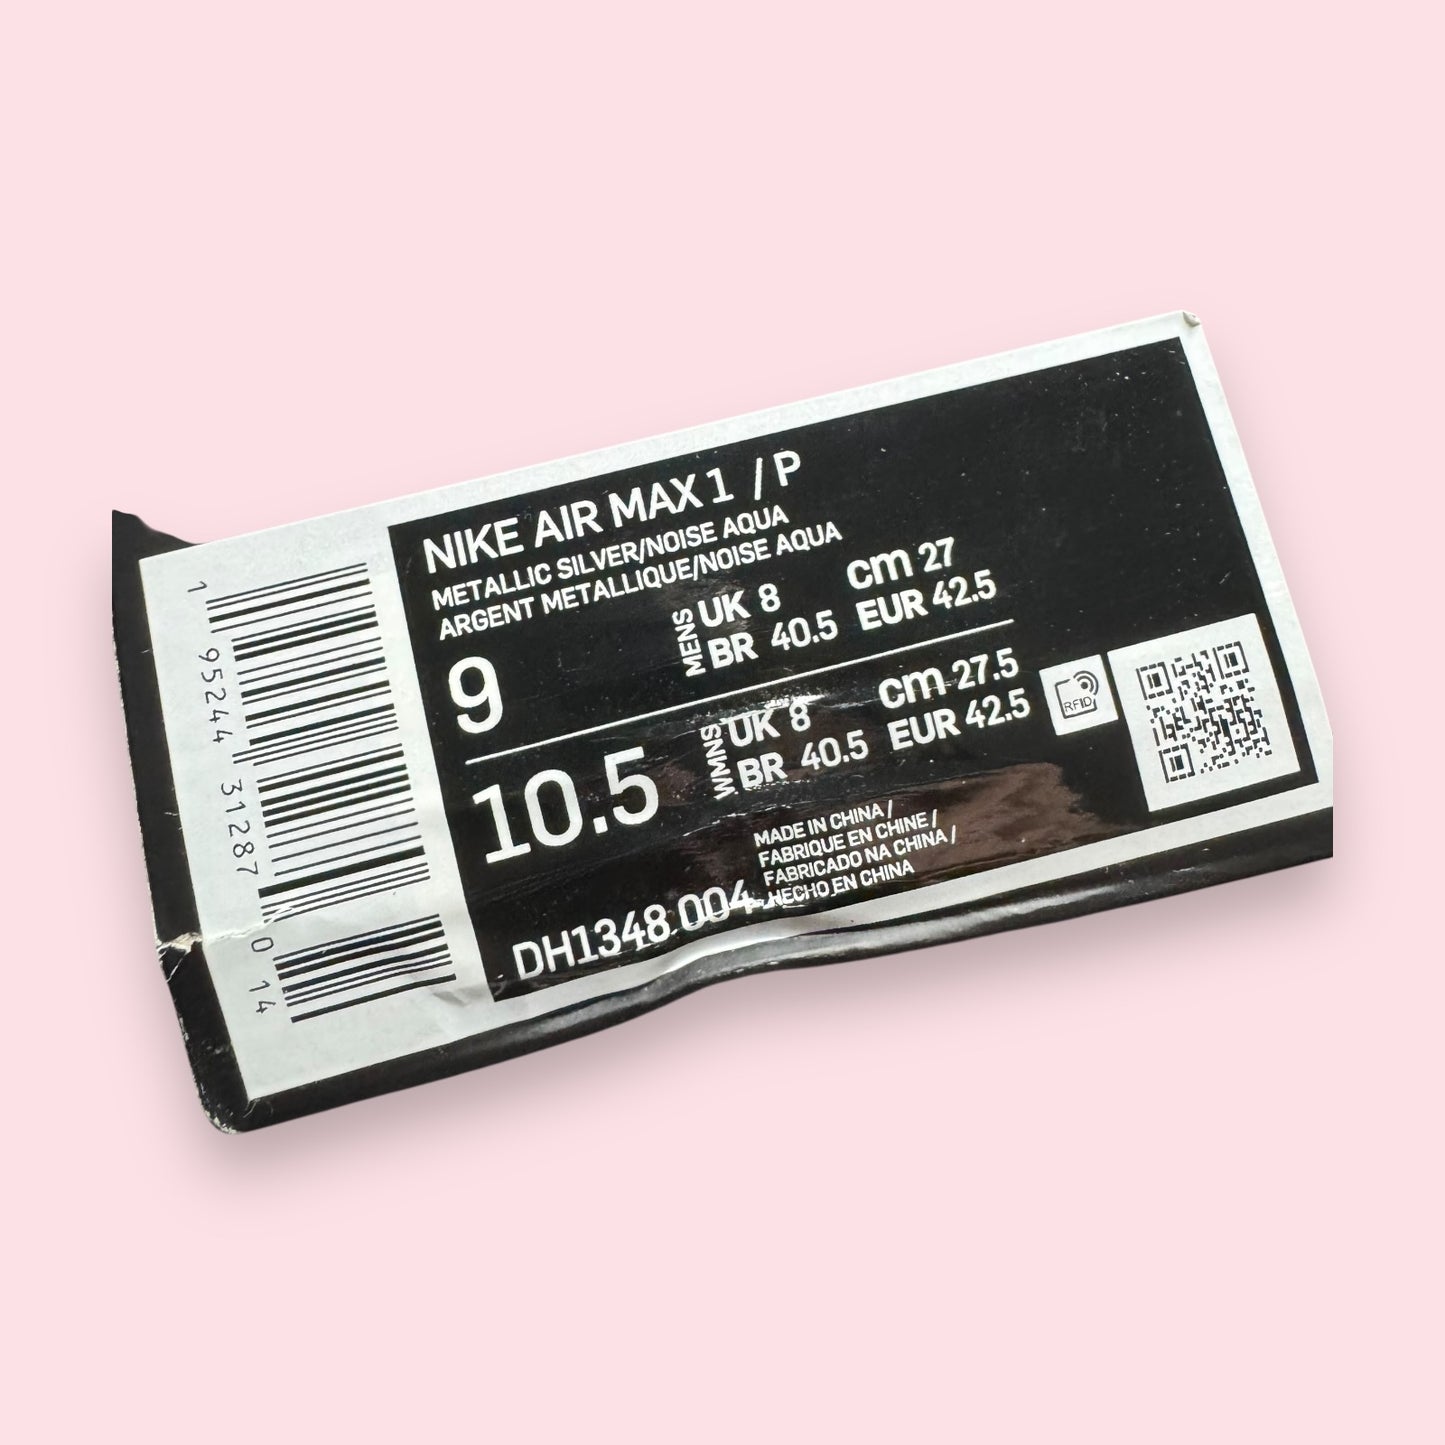 NIKE AIR MAX 1 / P
METALLIC SILVER/NOISE AQUA
ARGENT METALLIQUE/NOISE AQUA
9
MENS
UK 8 cm 27
BR 40.5 EUR 42.5
10.5
WMNS
UK 8 cm 27.5
BR 40.5 EUR 42.5
RFID
MADE IN CHINA /
FABRIQUE EN CHINE /
FABRICADO NA CHINA /
HECHO EN CHINA
DH1348 004
1 95244 31287 0 14